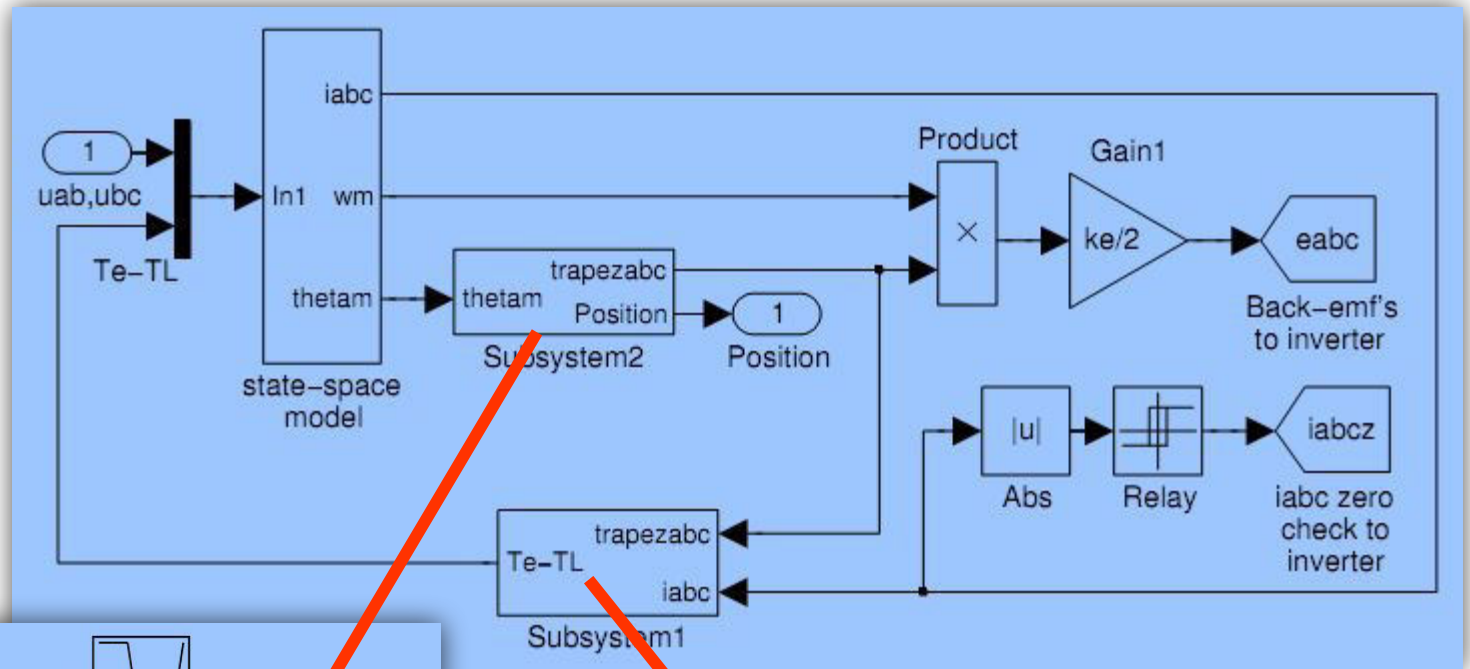 iabc
1
uab,ubc
In1
wm
Te−TL
thetam
state−space
model
thetam
trapezabc
Position
Subsystem2
1
Position
Product
×
Gain1
ke/2
eabc
Back−emf's
to inverter
|u|
Abs
Relay
iabcz
iabc zero
check to
inverter
trapezabc
Te−TL
iabc
Subsystem1